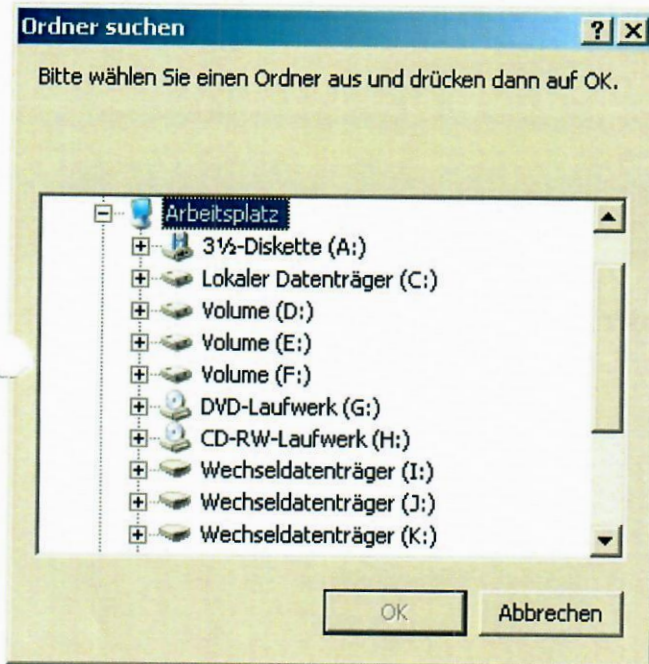 Ordner suchen
Bitte wählen Sie einen Ordner aus und drücken dann auf OK.
Arbeitsplatz
3½-Diskette (A:)
Lokaler Datenträger (C:)
Volume (D:)
Volume (E:)
Volume (F:)
DVD-Laufwerk (G:)
CD-RW-Laufwerk (H:)
Wechseldatenträger (I:)
Wechseldatenträger (J:)
Wechseldatenträger (K:)
OK Abbrechen